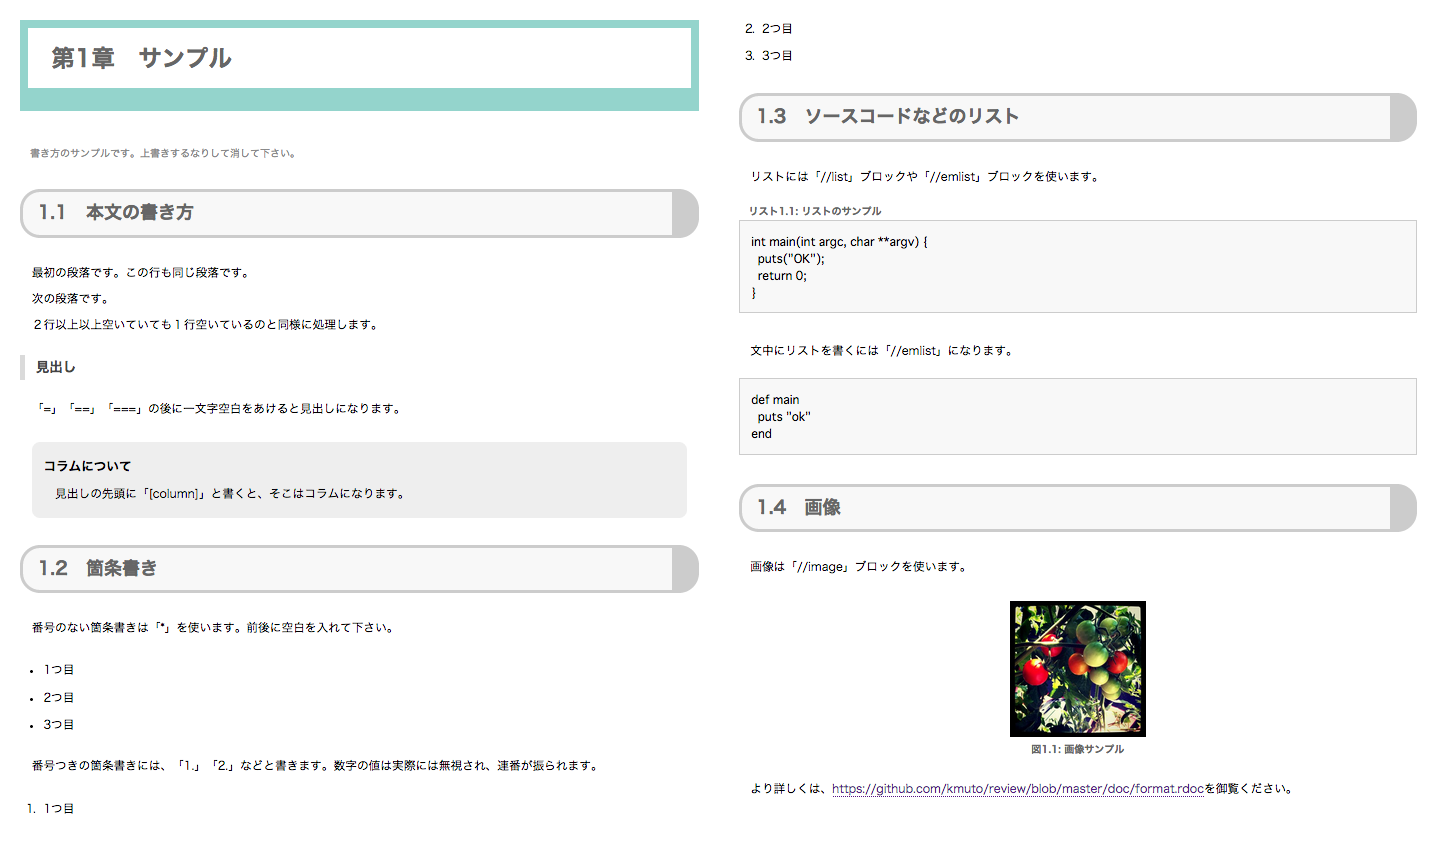 第1章　サンプル
書き方のサンプルです。上書きするなりして消して下さい。
1.1　本文の書き方
最初の段落です。この行も同じ段落です。
次の段落です。
２行以上以上空いていても１行空いているのと同様に処理します。
見出し
「=」「==」「===」の後に一文字空白をあけると見出しになります。
コラムについて
見出しの先頭に「[column]」と書くと、そこはコラムになります。
1.2　箇条書き
番号のない箇条書きは「*」を使います。前後に空白を入れて下さい。
• 1つ目
• 2つ目
• 3つ目
番号つきの箇条書きには、「1.」「2.」などと書きます。数字の値は実際には無視され、連番が振られます。
1. 1つ目
2. 2つ目
3. 3つ目
1.3　ソースコードなどのリスト
リストには「//list」ブロックや「//emlist」ブロックを使います。
リスト1.1: リストのサンプル
int main(int argc, char **argv) {
  puts("OK");
  return 0;
}
文中にリストを書くには「//emlist」になります。
def main
  puts "ok"
end
1.4　画像
画像は「//image」ブロックを使います。
図1.1: 画像サンプル
より詳しくは、https://github.com/kmuto/review/blob/master/doc/format.rdocを御覧ください。